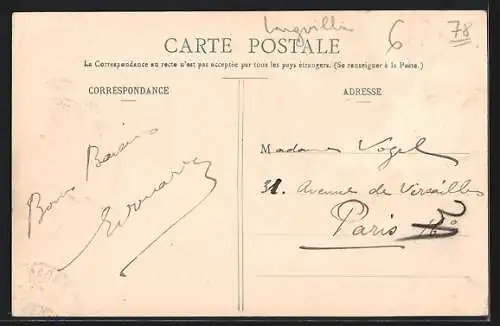 6
78
CARTE POSTALE
La Correspondance au recto n'est pas acceptée par tous les pays étrangers. (Se renseigner à la Poste.)
CORRESPONDANCE
ADRESSE
Bons Baisers
Edouard
Madame Vogel
31. Avenue de Versailles
Paris